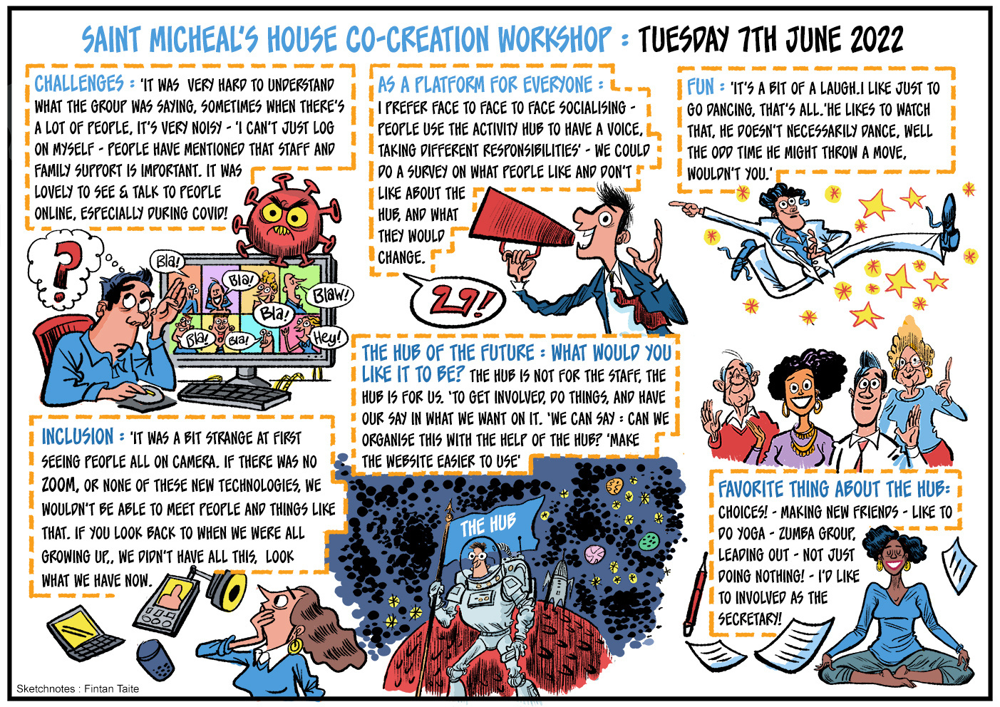 SAINT MICHEAL'S HOUSE CO-CREATION WORKSHOP : TUESDAY 7TH JUNE 2022
CHALLENGES : 'IT WAS VERY HARD TO UNDERSTAND
WHAT THE GROUP WAS SAYING, SOMETIMES WHEN THERE'S
A LOT OF PEOPLE, IT'S VERY NOISY - 'I CAN'T JUST LOG
ON MYSELF - PEOPLE HAVE MENTIONED THAT STAFF AND
FAMILY SUPPORT IS IMPORTANT. IT WAS
LOVELY TO SEE & TALK TO PEOPLE
ONLINE, ESPECIALLY DURING COVID!
?
Bla!
Bla!
Blaw!
Bla!
Bla!
Bla!
Hey!
INCLUSION : 'IT WAS A BIT STRANGE AT FIRST
SEEING PEOPLE ALL ON CAMERA. IF THERE WAS NO
ZOOM, OR NONE OF THESE NEW TECHNOLOGIES, WE
WOULDN'T BE ABLE TO MEET PEOPLE AND THINGS LIKE
THAT. IF YOU LOOK BACK TO WHEN WE WERE ALL
GROWING UP,, WE DIDN'T HAVE ALL THIS, LOOK
WHAT WE HAVE NOW.
AS A PLATFORM FOR EVERYONE :
I PREFER FACE TO FACE TO FACE SOCIALISING -
PEOPLE USE THE ACTIVITY HUB TO HAVE A VOICE,
TAKING DIFFERENT RESPONSIBILITIES' - WE COULD
DO A SURVEY ON WHAT PEOPLE LIKE AND DON'T
LIKE ABOUT THE
HUB, AND WHAT
THEY WOULD
CHANGE.
29!
THE HUB OF THE FUTURE : WHAT WOULD YOU
LIKE IT TO BE? THE HUB IS NOT FOR THE STAFF, THE
HUB IS FOR US. 'TO GET INVOLVED, DO THINGS, AND HAVE
OUR SAY IN WHAT WE WANT ON IT. 'WE CAN SAY : CAN WE
ORGANISE THIS WITH THE HELP OF THE HUB? 'MAKE
THE WEBSITE EASIER TO USE'
THE HUB
FUN : 'IT'S A BIT OF A LAUGH.I LIKE JUST TO
GO DANCING, THAT'S ALL.'HE LIKES TO WATCH
THAT, HE DOESN'T NECESSARILY DANCE, WELL
THE ODD TIME HE MIGHT THROW A MOVE,
WOULDN'T YOU.'
FAVORITE THING ABOUT THE HUB:
CHOICES! - MAKING NEW FRIENDS - LIKE TO
DO YOGA - ZUMBA GROUP,
LEADING OUT - NOT JUST
DOING NOTHING! - I'D LIKE
TO INVOLVED AS THE
SECRETARY!
Sketchnotes : Fintan Taite